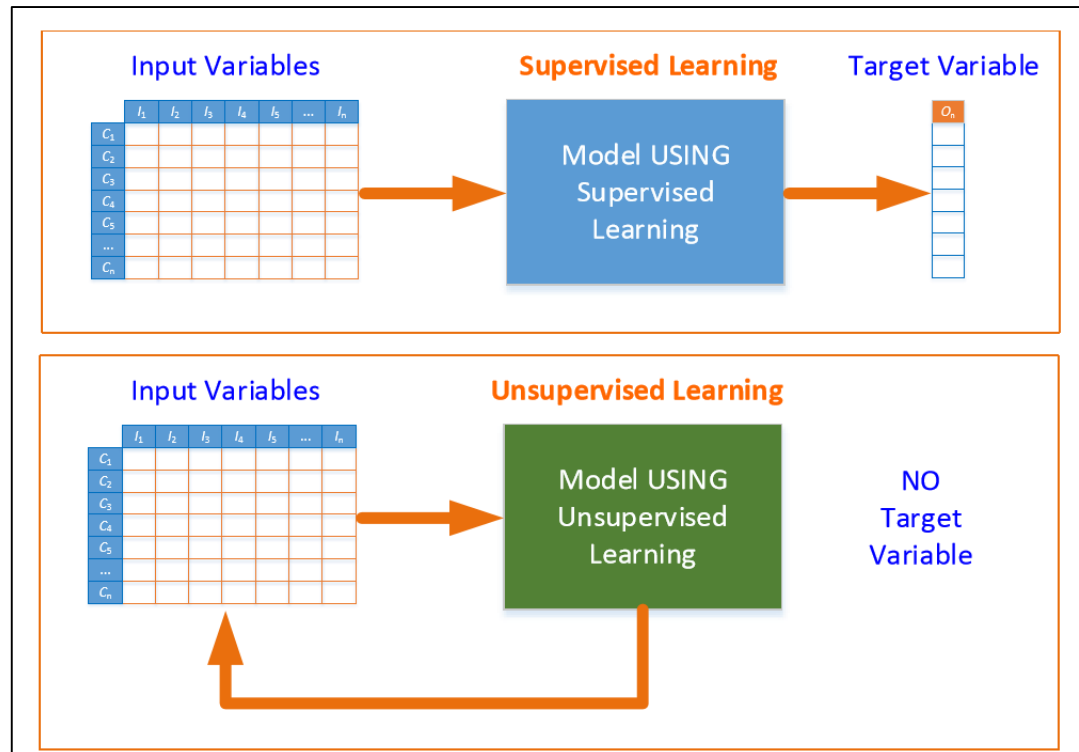 Input Variables
Supervised Learning
Target Variable
I1 I2 I3 I4 I5 ... In
C1
C2
C3
C4
C5
...
Cn
Model USING
Supervised
Learning
On
Input Variables
Unsupervised Learning
I1 I2 I3 I4 I5 ... In
C1
C2
C3
C4
C5
...
Cn
Model USING
Unsupervised
Learning
NO
Target
Variable